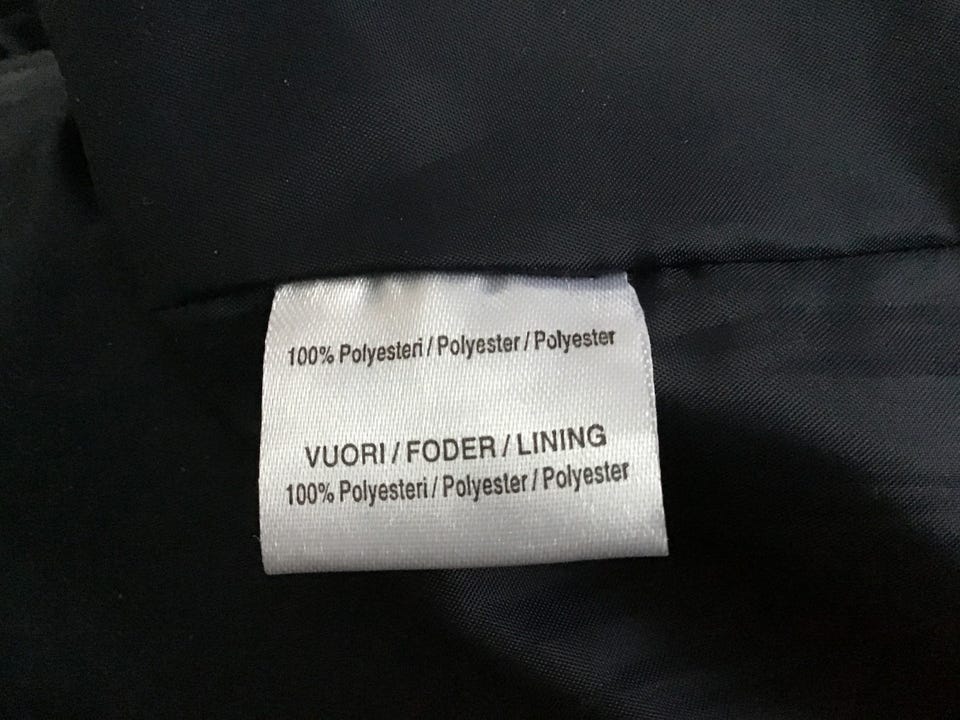 100% Polyesteri / Polyester / Polyester
VUORI / FODER / LINING
100% Polyesteri / Polyester / Polyester